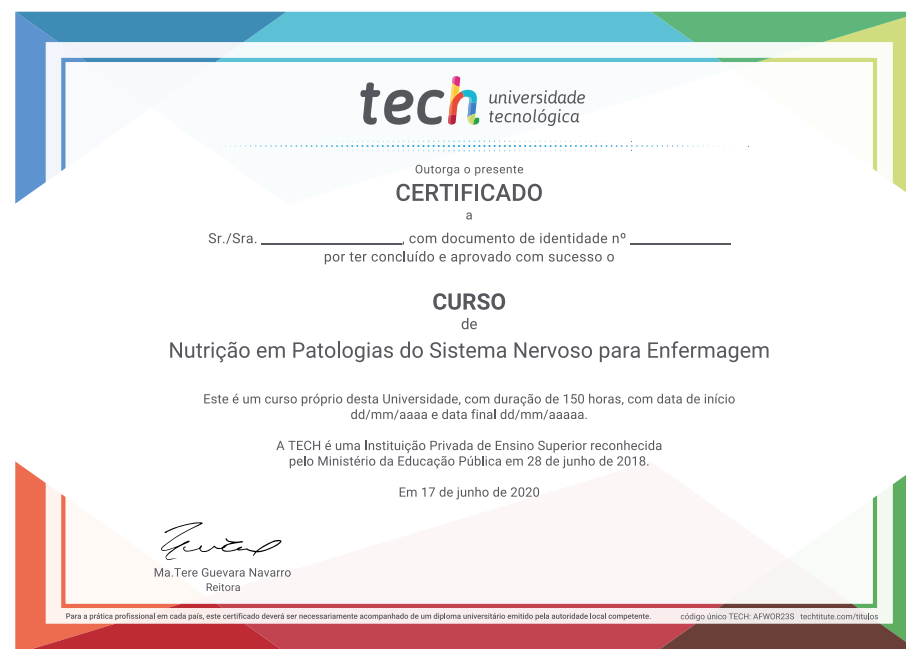 tech universidade
tecnológica
Outorga o presente
CERTIFICADO
a
Sr./Sra. ________________, com documento de identidade nº ____________
por ter concluído e aprovado com sucesso o
CURSO
de
Nutrição em Patologias do Sistema Nervoso para Enfermagem
Este é um curso próprio desta Universidade, com duração de 150 horas, com data de início
dd/mm/aaaa e data final dd/mm/aaaaa.
A TECH é uma Instituição Privada de Ensino Superior reconhecida
pelo Ministério da Educação Pública em 28 de junho de 2018.
Em 17 de junho de 2020
Ma.Tere Guevara Navarro
Reitora
Para a prática profissional em cada país, este certificado deverá ser necessariamente acompanhado de um diploma universitário emitido pela autoridade local competente. código único TECH: AFWOR23S techtitute.com/titulos